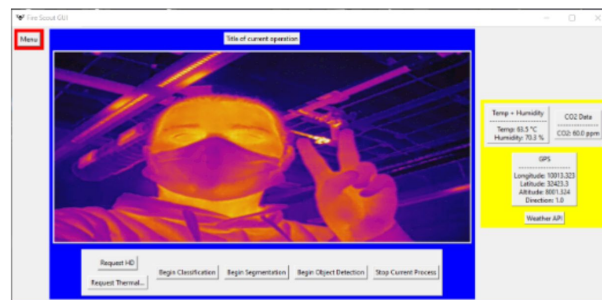 Fire Scout GUI
Menu
Title of current operation
Temp + Humidity
Temp: 63.5 °C
Humidity: 70.3 %
CO2 Data
CO2: 60.0 ppm
GPS
Longitude: 10013.323
Latitude: 32423.3
Altitude: 8001.324
Direction: 1.0
Weather API
Request HD
Request Thermal...
Begin Classification
Begin Segmentation
Begin Object Detection
Stop Current Process